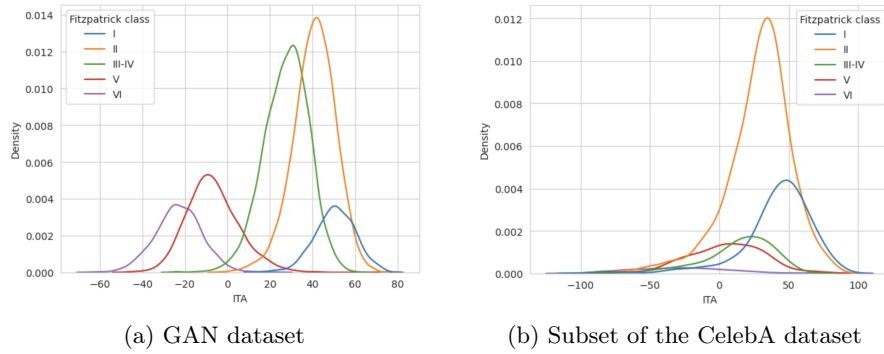 Fitzpatrick class
I
II
III-IV
V
VI
0.014
0.012
0.010
0.008
0.006
0.004
0.002
0.000
Density
−60
−40
−20
0
20
40
60
80
ITA
(a) GAN dataset
Fitzpatrick class
I
II
III-IV
V
VI
0.012
0.010
0.008
0.006
0.004
0.002
0.000
Density
−100
−50
0
50
100
ITA
(b) Subset of the CelebA dataset